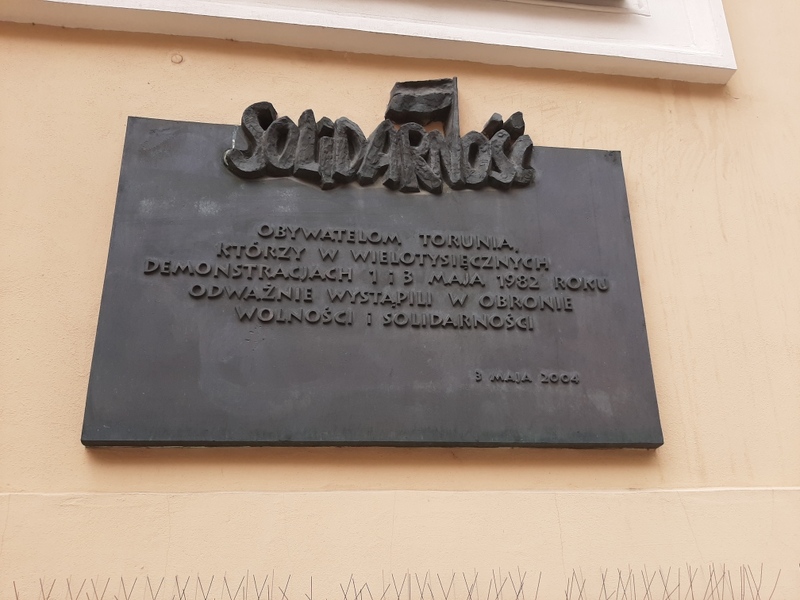 SOLIDARNOŚĆ
OBYWATELOM TORUNIA,
KTÓRZY W WIELOTYSIĘCZNYCH
DEMONSTRACJACH 1 i 3 MAJA 1982 ROKU
ODWAŻNIE WYSTĄPILI W OBRONIE
WOLNOŚCI i SOLIDARNOŚCI
3 MAJA 2004